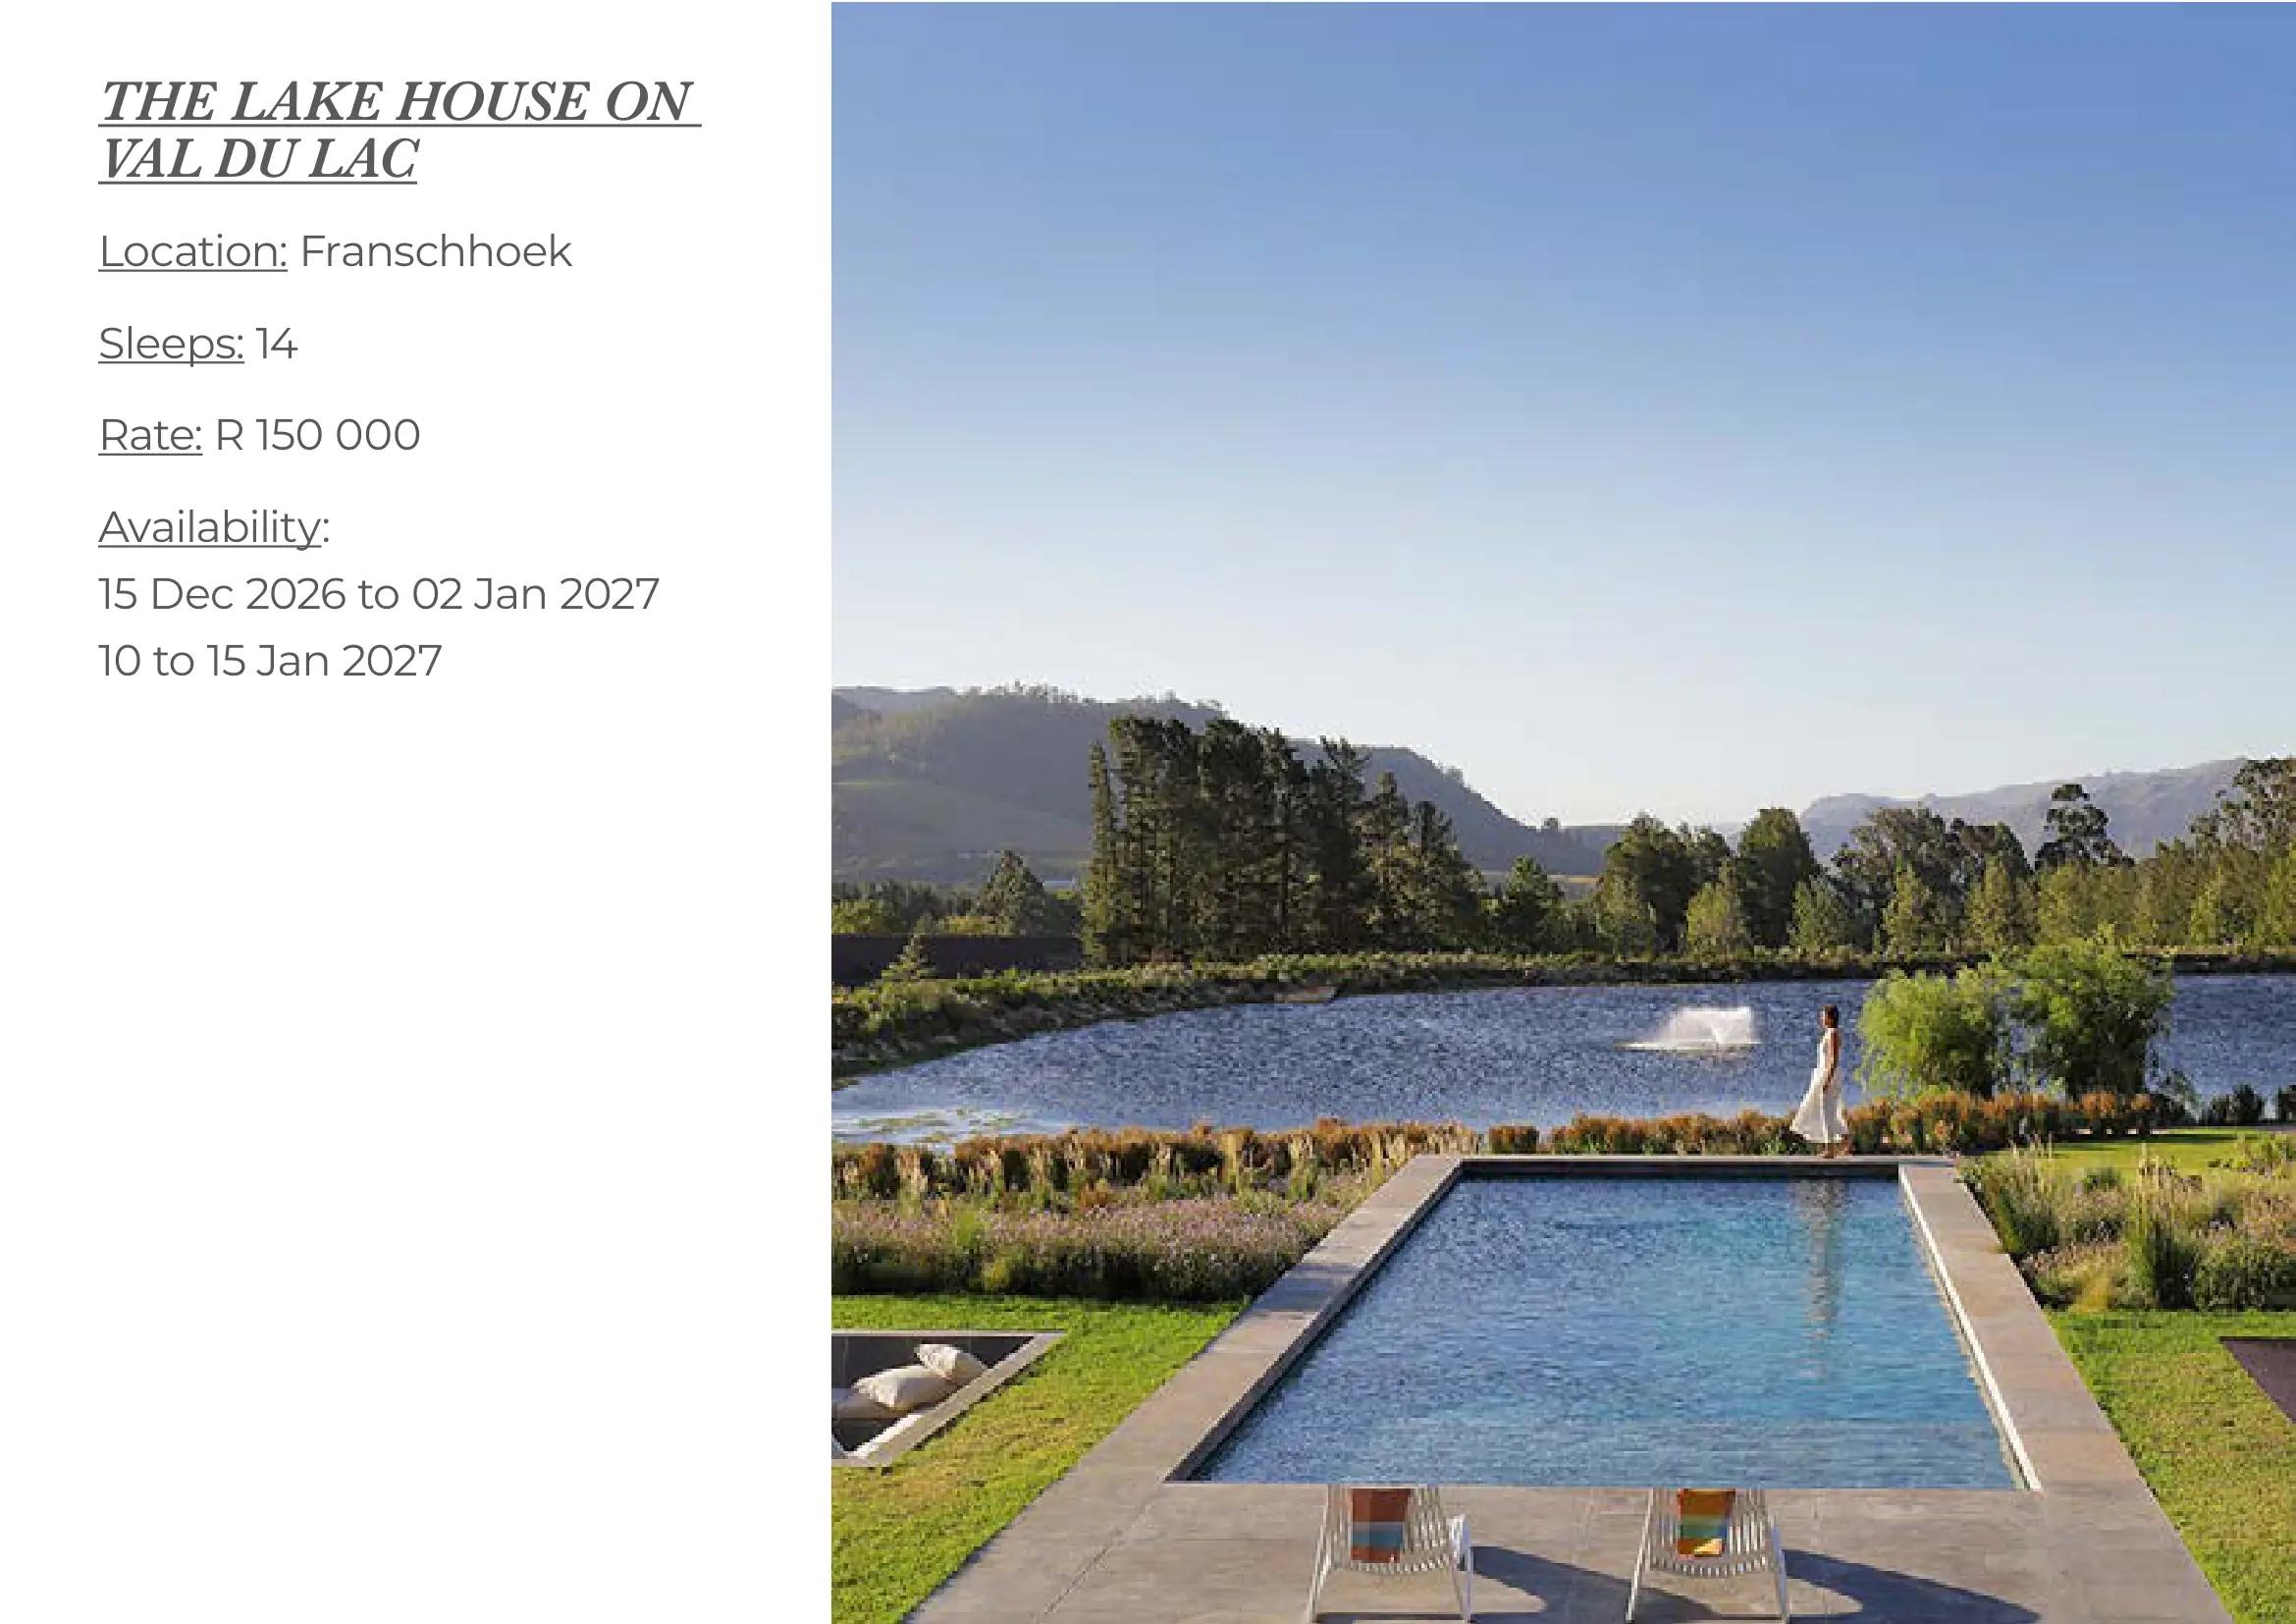 THE LAKE HOUSE ON
VAL DU LAC
Location: Franschhoek
Sleeps: 14
Rate: R 150 000
Availability:
15 Dec 2026 to 02 Jan 2027
10 to 15 Jan 2027